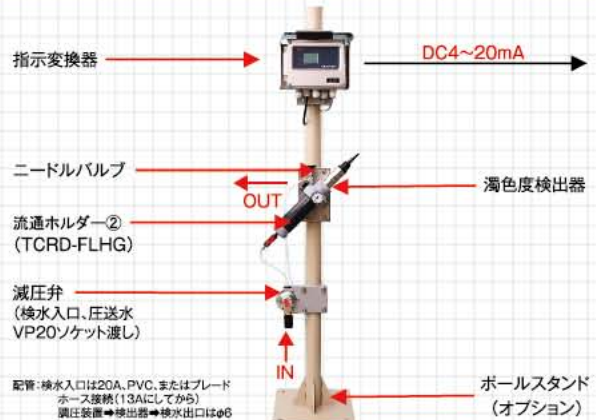 指示変換器
DC4~20mA
ニードルバルブ
OUT
濁色度検出器
流通ホルダー②
(TCRD-FLHG)
減圧弁
(検水入口、圧送水
VP20ソケット渡し)
IN
配管:検水入口は20A、PVC、またはブレード
ホース接続(13Aにしてから)
調圧装置➡検出器➡検水出口はφ6
ポールスタンド
(オプション)